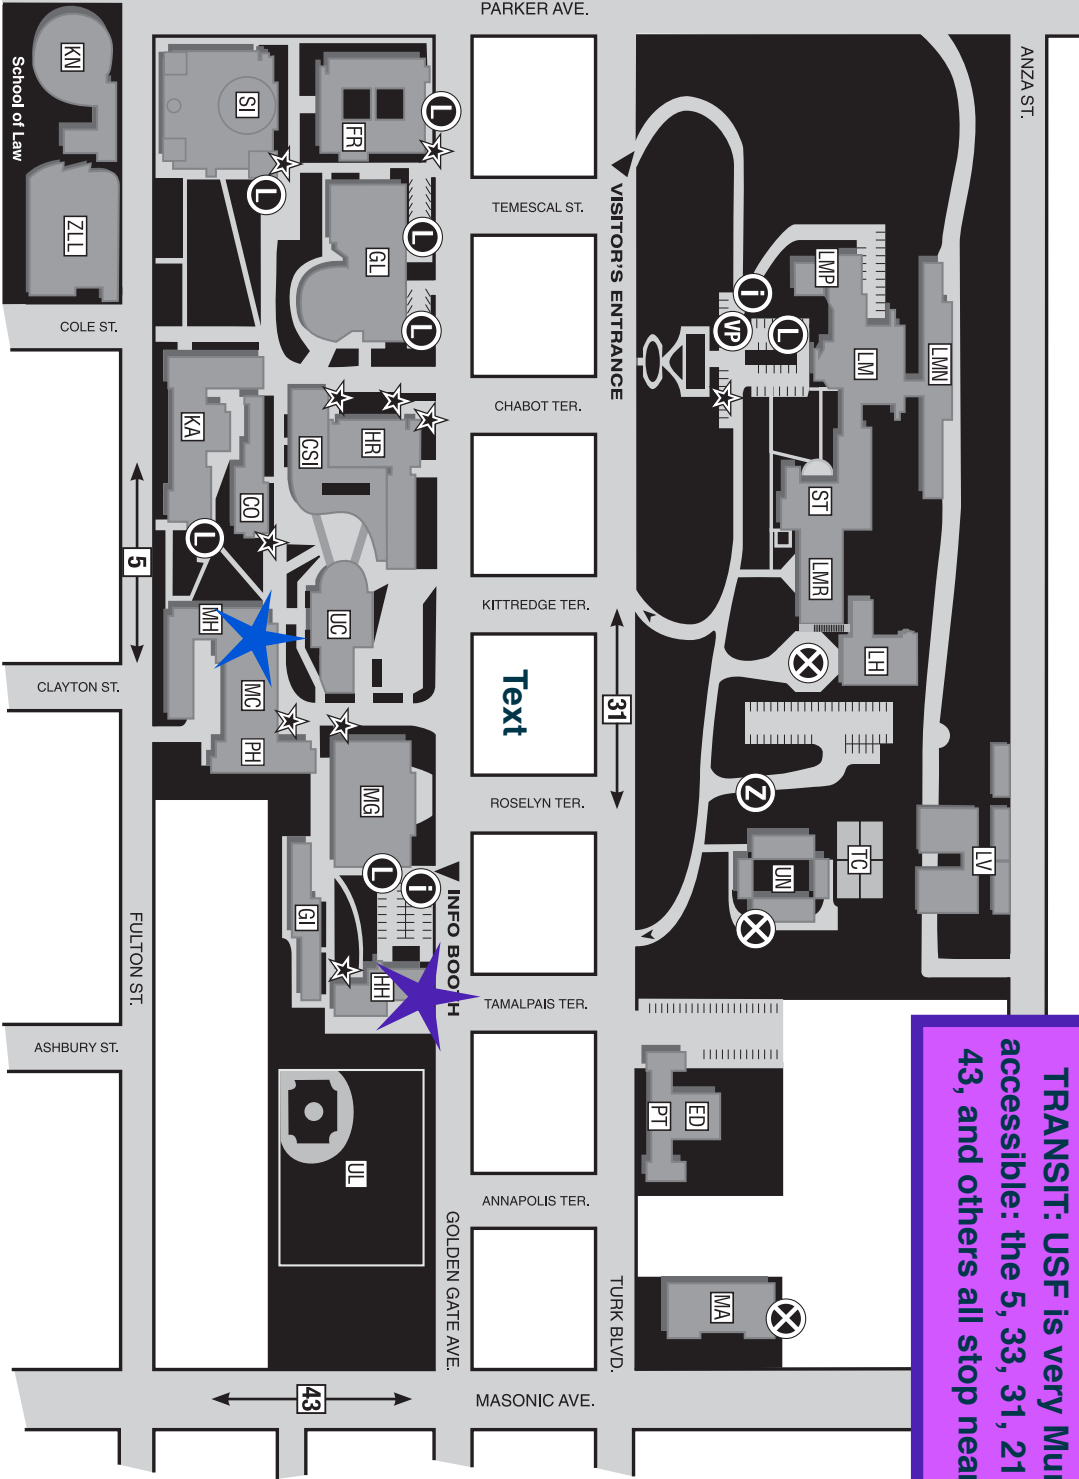 PARKER AVE.
ANZA ST.
KN
School of Law
ZLL
SI
FR
L
L
GL
L
L
TEMESCAL ST.
VISITOR'S ENTRANCE
LMP
LMN
LM
i
VP
L
COLE ST.
CHABOT TER.
KA
CO
CSI
HR
L
ST
LMR
5
KITTREDGE TER.
MH
UC
LH
CLAYTON ST.
MC
PH
Text
31
ROSELYN TER.
MG
Z
TC
LV
UN
L
i
INFO BOOTH
GI
HH
FULTON ST.
TAMALPAIS TER.
ASHBURY ST.
TRANSIT: USF is very
accessible: the 5, 33, 31, 21
43, and others all stop
PT
ED
UL
ANNAPOLIS TER.
GOLDEN GATE AVE.
TURK BLVD.
MA
43
MASONIC AVE.